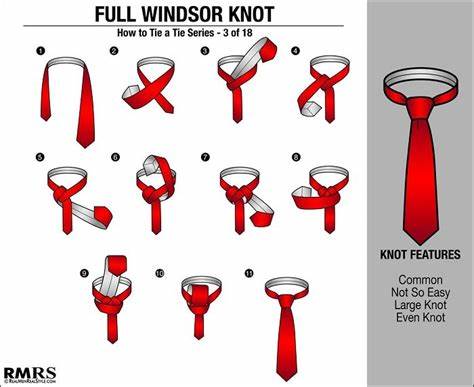 FULL WINDSOR KNOT
How to Tie a Tie Series - 3 of 18
1
2
3
4
5
6
7
8
9
10
11
KNOT FEATURES
Common
Not So Easy
Large Knot
Even Knot
RMRS
© REALMENREALSTYLE.COM